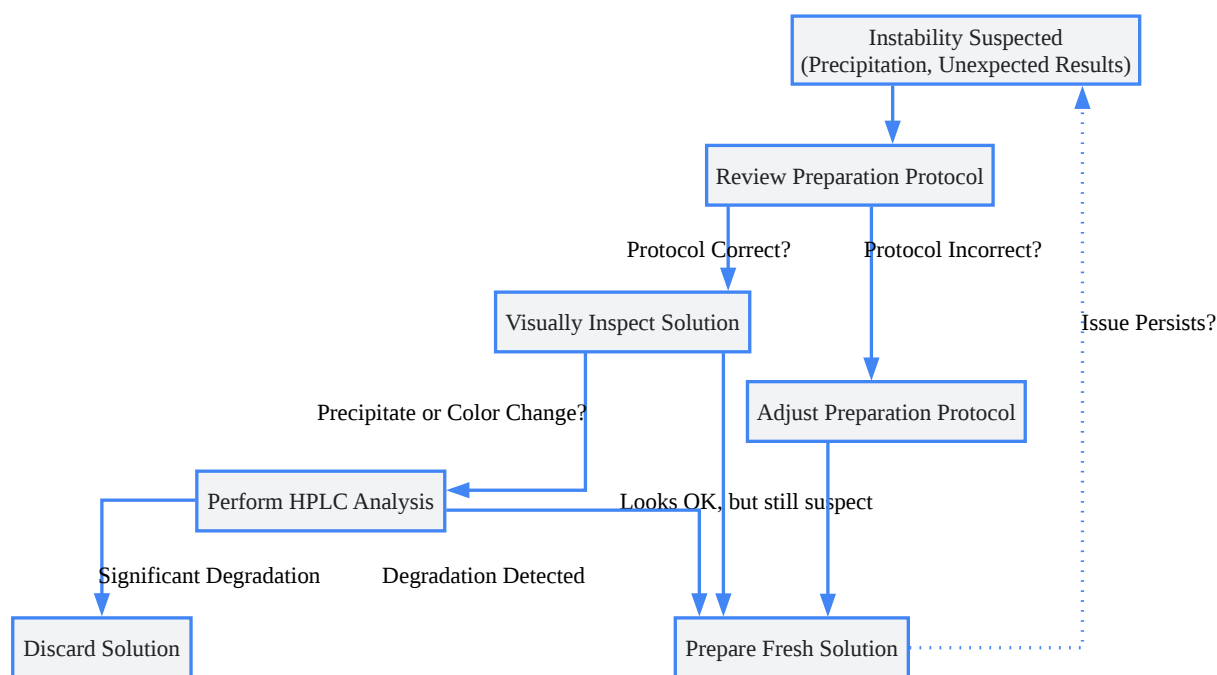 Instability Suspected
(Precipitation, Unexpected Results)
Review Preparation Protocol
Protocol Correct?
Protocol Incorrect?
Visually Inspect Solution
Issue Persists?
Precipitate or Color Change?
Adjust Preparation Protocol
Perform HPLC Analysis
Looks OK, but still suspect
Significant Degradation
Degradation Detected
Discard Solution
Prepare Fresh Solution